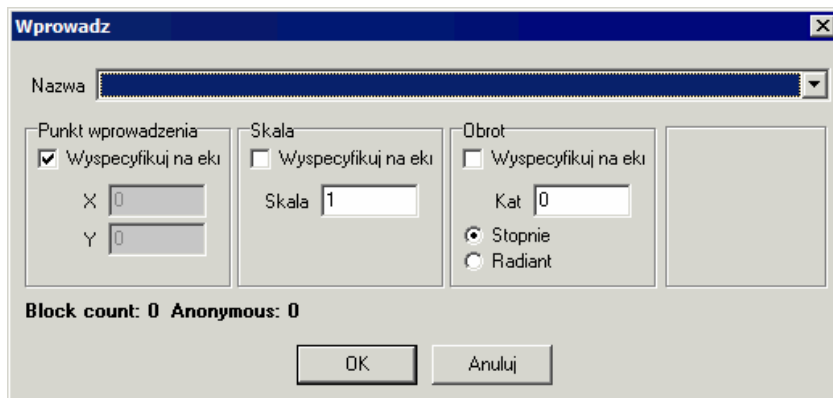 Wprowadz
Nazwa
Punkt wprowadzenia
Wyspecyfikuj na ekı
X 0
Y 0
Skala
Wyspecyfikuj na ekı
Skala 1
Obrot
Wyspecyfikuj na ekı
Kat 0
Stopnie
Radiant
Block count: 0 Anonymous: 0
OK Anuluj